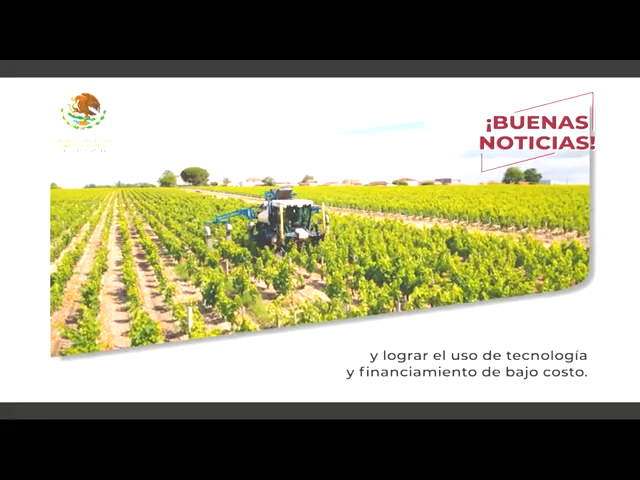 ¡BUENAS
NOTICIAS!
y lograr el uso de tecnología
y financiamiento de bajo costo.